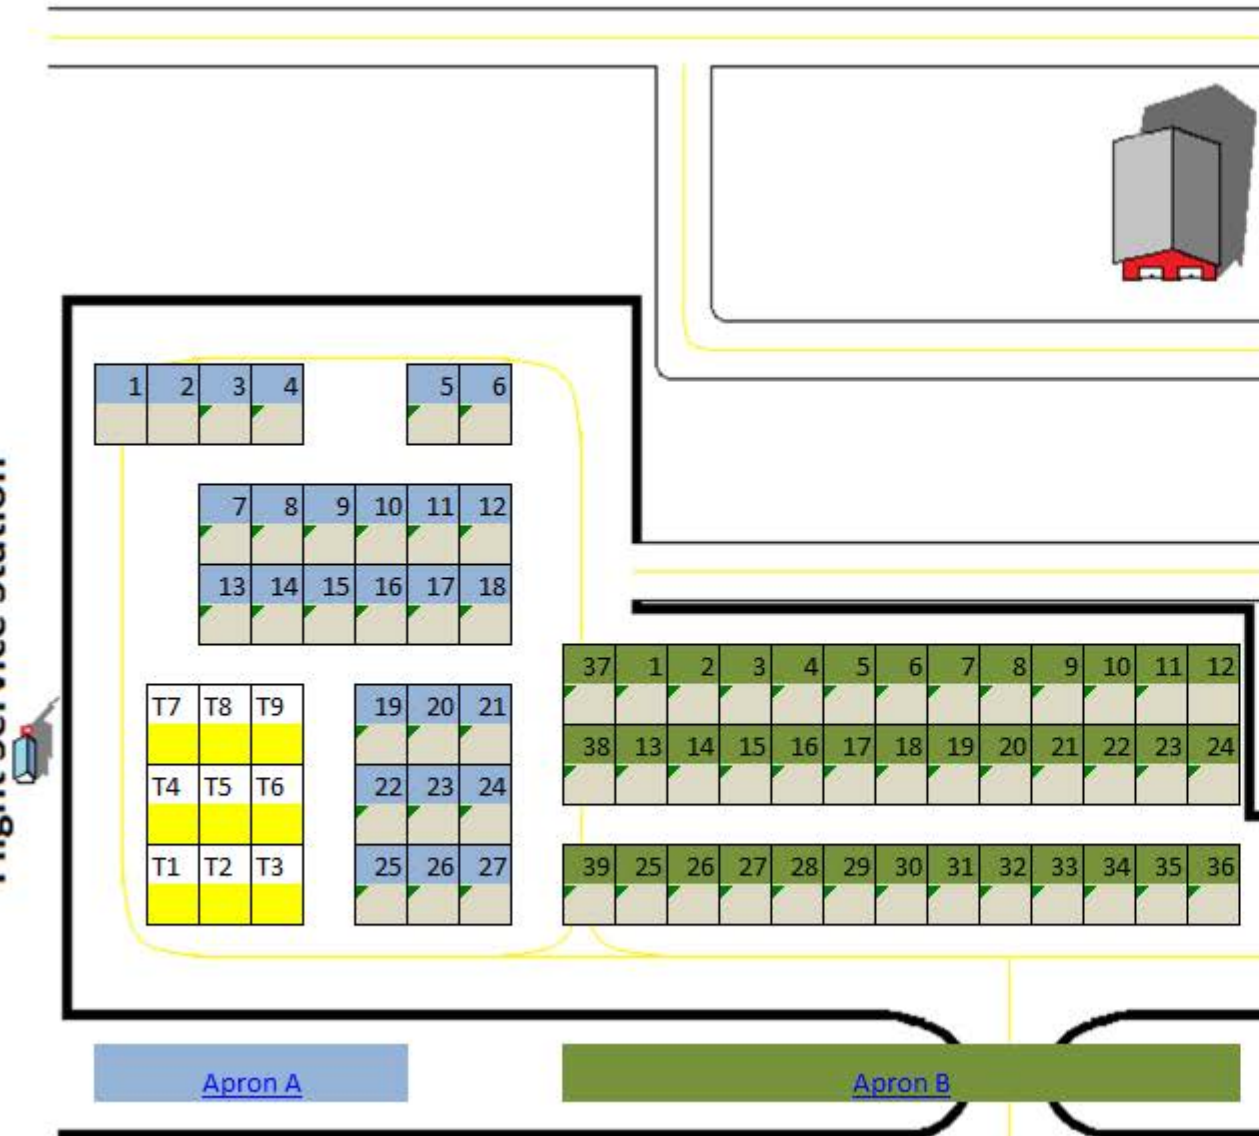 1 2 3 4 5 6
7 8 9 10 11 12
13 14 15 16 17 18
37 1 2 3 4 5 6 7 8 9 10 11 12
T7 T8 T9 19 20 21
38 13 14 15 16 17 18 19 20 21 22 23 24
T4 T5 T6 22 23 24
T1 T2 T3 25 26 27
39 25 26 27 28 29 30 31 32 33 34 35 36
Flight Service Station
Apron A
Apron B